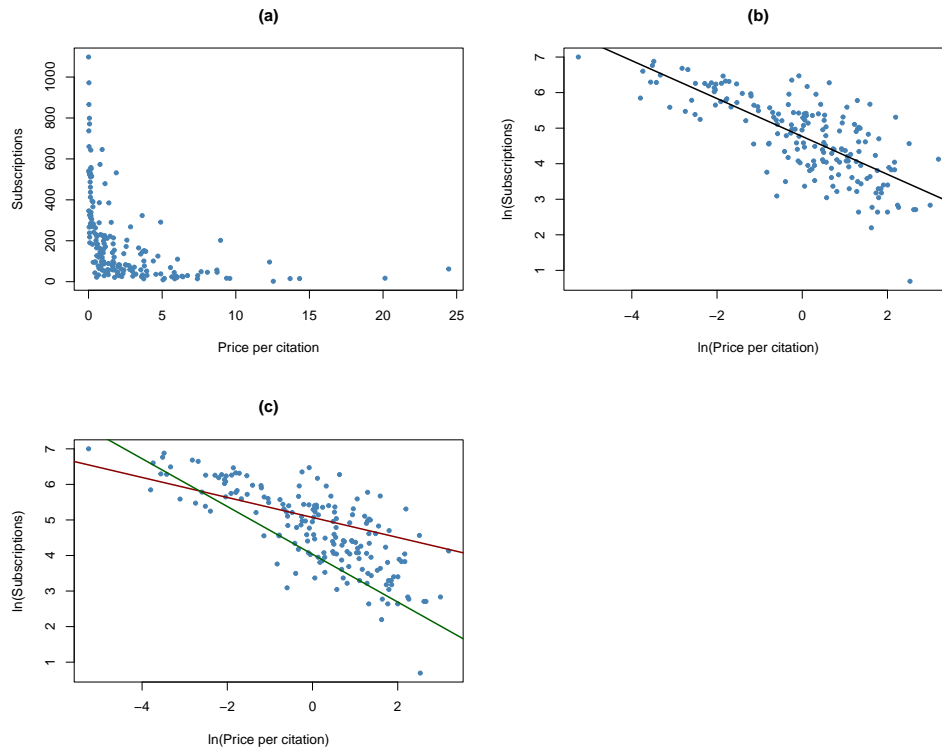 (a)
Subscriptions
1000
800
600
400
200
0
0 5 10 15 20 25
Price per citation
(b)
ln(Subscriptions)
7
6
5
4
3
2
1
−4 −2 0 2
ln(Price per citation)
(c)
ln(Subscriptions)
7
6
5
4
3
2
1
−4 −2 0 2
ln(Price per citation)